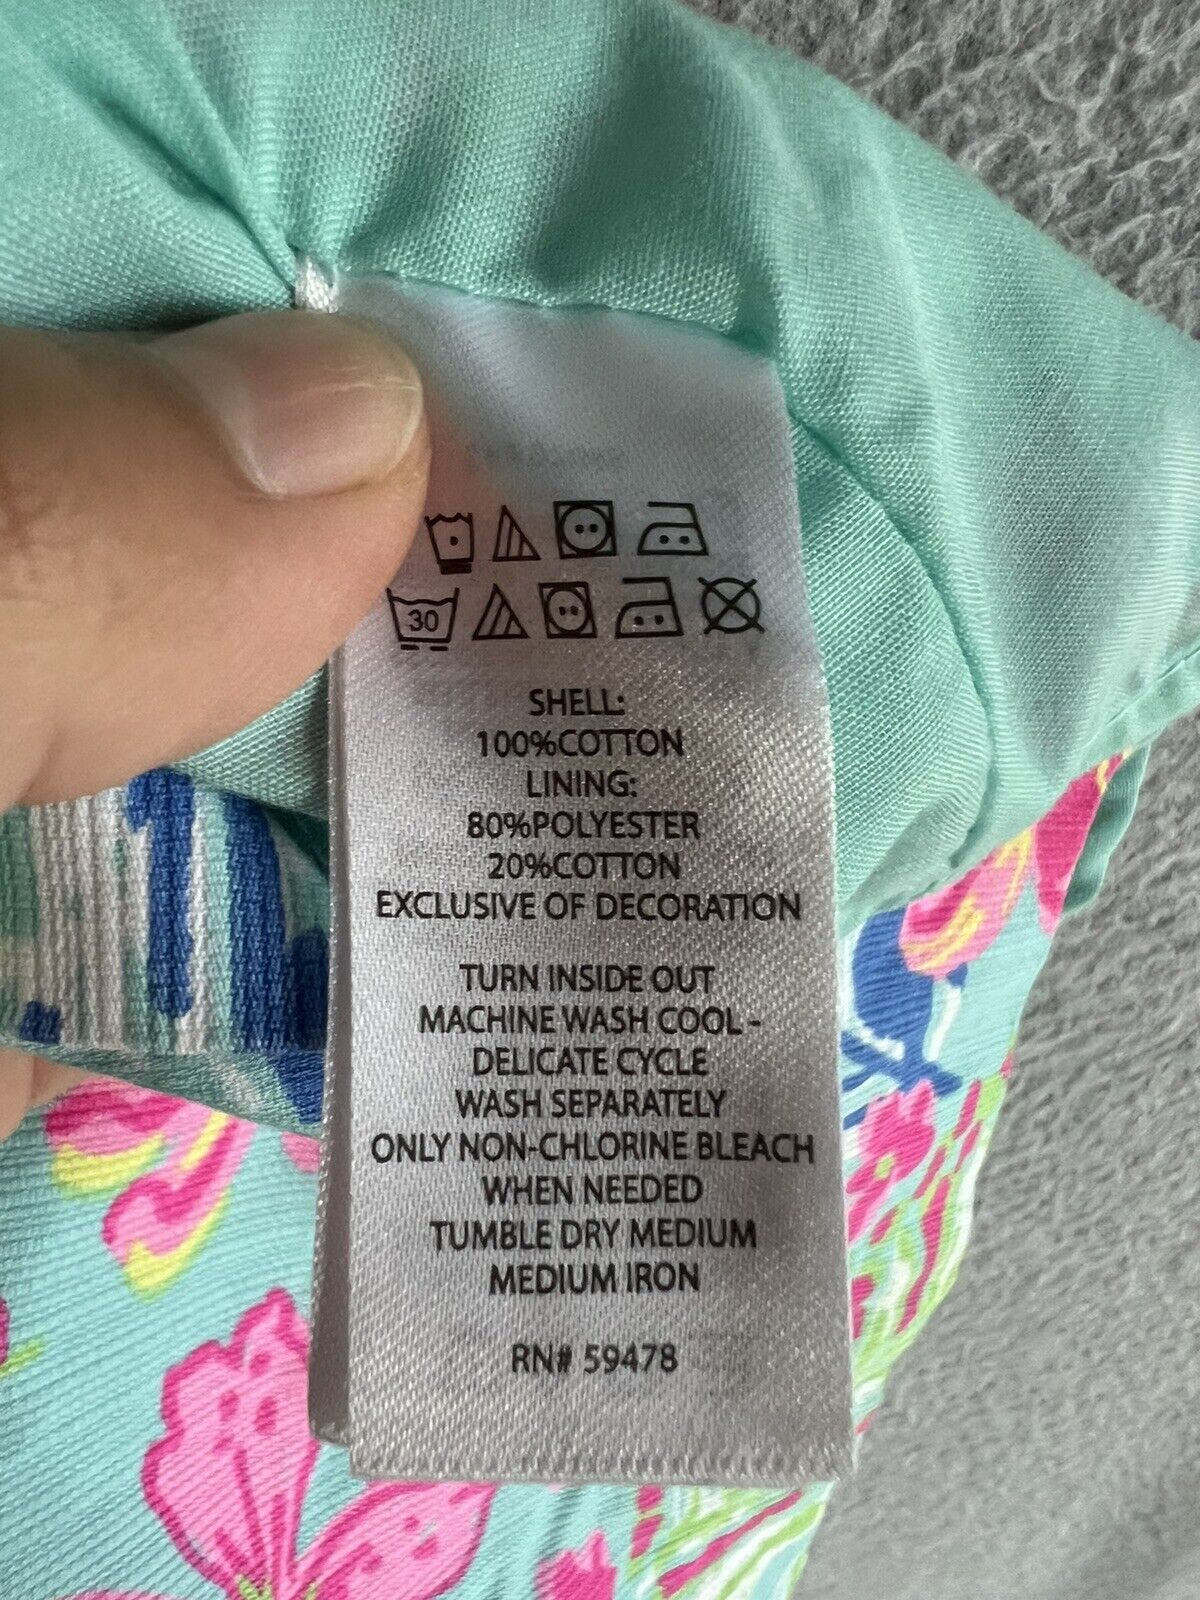 30
SHELL:
100%COTTON
LINING:
80%POLYESTER
20%COTTON
EXCLUSIVE OF DECORATION
TURN INSIDE OUT
MACHINE WASH COOL-
DELICATE CYCLE
WASH SEPARATELY
ONLY NON-CHLORINE BLEACH
WHEN NEEDED
TUMBLE DRY MEDIUM
MEDIUM IRON
RN# 59478